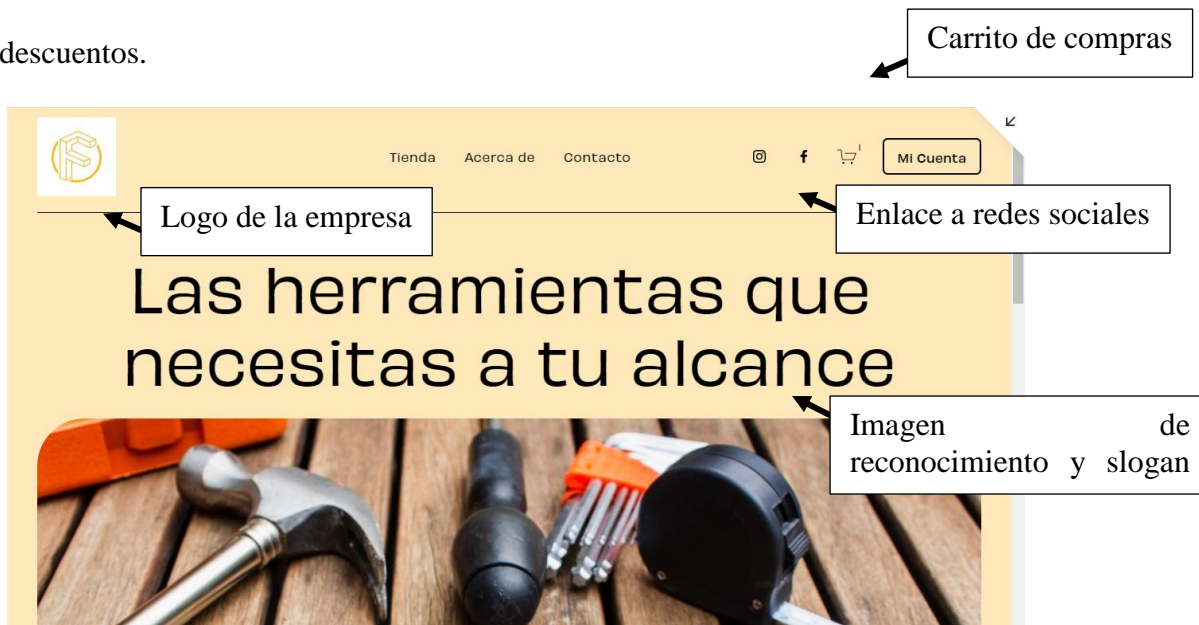 Carrito de compras
descuentos.
Tienda Acerca de Contacto Mi Cuenta
1
Logo de la empresa
Enlace a redes sociales
Las herramientas que
necesitas a tu alcance
Imagen de
reconocimiento y slogan